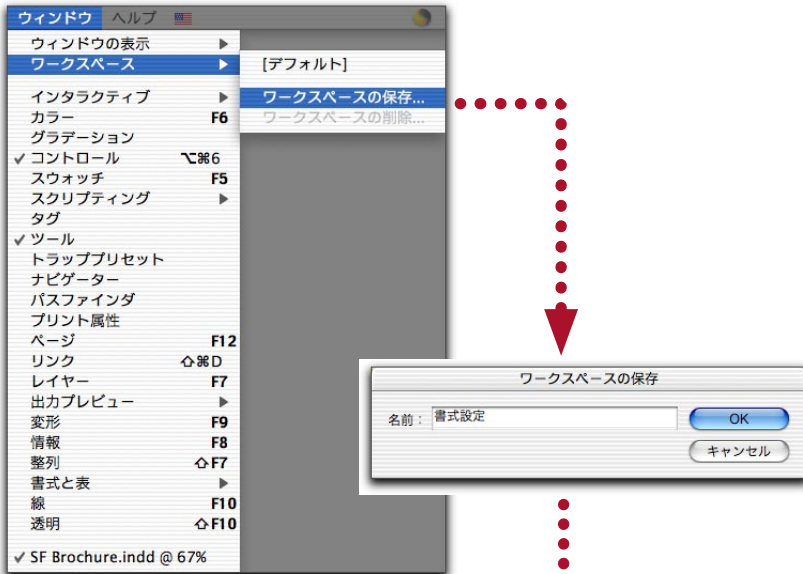 ウィンドウ ヘルプ
ウィンドウの表示
ワークスペース
[デフォルト]
ワークスペースの保存...
ワークスペースの削除...
インタラクティブ
カラー F6
グラデーション
✓ コントロール ⌥⌘6
スウォッチ F5
スクリプティング
タグ
✓ ツール
トラッププリセット
ナビゲーター
パスファインダ
プリント属性
ページ F12
リンク ⇧⌘D
レイヤー F7
出力プレビュー
変形 F9
情報 F8
整列 ⇧F7
書式と表
線 F10
透明 ⇧F10
✓ SF Brochure.indd @ 67%
ワークスペースの保存
名前： 書式設定
OK
キャンセル